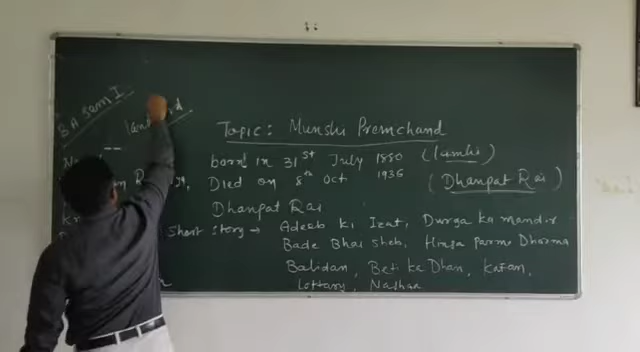 BA Sem I
Topic: Munshi Premchand
born in 31st July 1880 (Lamhi)
Died on 8th Oct 1936 (Dhanpat Rai)
Dhanpat Rai
Short story → Adeeb ki Izat, Durga ka mandir
Bade Bhai Sheb, Hinsa Parmo Dharma
Balidan, Beti ka Dhan, Kafan,
Lottary, Nashaa